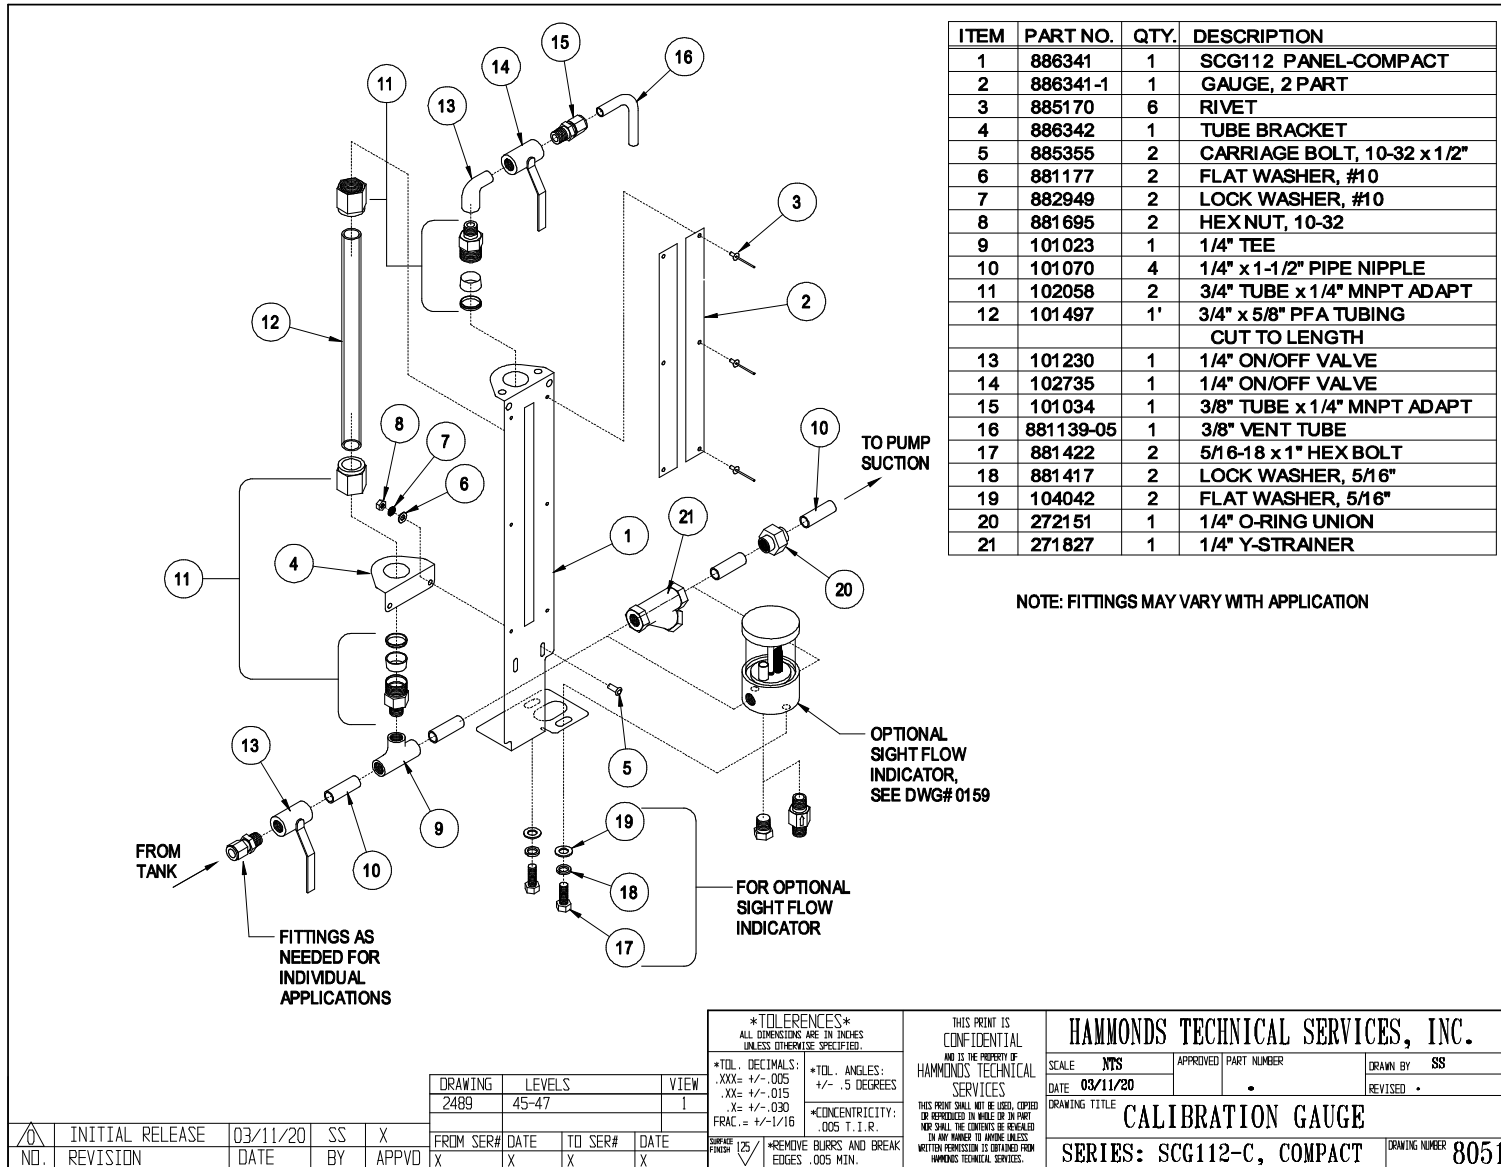 ITEM PART NO. QTY. DESCRIPTION
1 886341 1 SCG112 PANEL-COMPACT
2 886341-1 1 GAUGE, 2 PART
3 885170 6 RIVET
4 886342 1 TUBE BRACKET
5 885355 2 CARRIAGE BOLT, 10-32 x 1/2"
6 881177 2 FLAT WASHER, #10
7 882949 2 LOCK WASHER, #10
8 881695 2 HEX NUT, 10-32
9 101023 1 1/4" TEE
10 101070 4 1/4" x 1-1/2" PIPE NIPPLE
11 102058 2 3/4" TUBE x 1/4" MNPT ADAPT
12 101497 1' 3/4" x 5/8" PFA TUBING
CUT TO LENGTH
13 101230 1 1/4" ON/OFF VALVE
14 102735 1 1/4" ON/OFF VALVE
15 101034 1 3/8" TUBE x 1/4" MNPT ADAPT
16 881139-05 1 3/8" VENT TUBE
17 881422 2 5/16-18 x 1" HEX BOLT
18 881417 2 LOCK WASHER, 5/16"
19 104042 2 FLAT WASHER, 5/16"
20 272151 1 1/4" O-RING UNION
21 271827 1 1/4" Y-STRAINER
NOTE: FITTINGS MAY VARY WITH APPLICATION
15
14
16
11
13
3
2
12
8
7
6
10
TO PUMP
SUCTION
21
1
4
11
20
13
5
OPTIONAL
SIGHT FLOW
INDICATOR,
SEE DWG# 0159
9
19
10
18
17
FROM
TANK
FOR OPTIONAL
SIGHT FLOW
INDICATOR
FITTINGS AS
NEEDED FOR
INDIVIDUAL
APPLICATIONS
0 INITIAL RELEASE 03/11/20 SS X
NO. REVISION DATE BY APPVD
DRAWING LEVELS VIEW
2489 45-47 1
FROM SER# DATE TO SER# DATE
X X X X
*TOLERENCES*
ALL DIMENSIONS ARE IN INCHES
UNLESS OTHERWISE SPECIFIED.
*TOL. DECIMALS:
.XXX= +/-.005
.XX= +/-.015
.X= +/-.030
FRAC.= +/-1/16
*TOL. ANGLES:
+/- .5 DEGREES
*CONCENTRICITY:
.005 T.I.R.
SURFACE
FINISH 125
*REMOVE BURRS AND BREAK
EDGES .005 MIN.
THIS PRINT IS
CONFIDENTIAL
AND IS THE PROPERTY OF
HAMMONDS TECHNICAL
SERVICES
THIS PRINT SHALL NOT BE USED, COPIED
OR REPRODUCED IN WHOLE OR IN PART
NOR SHALL THE CONTENTS BE REVEALED
IN ANY MANNER TO ANYONE UNLESS
WRITTEN PERMISSION IS OBTAINED FROM
HAMMONDS TECHNICAL SERVICES.
HAMMONDS TECHNICAL SERVICES, INC.
SCALE NTS APPROVED PART NUMBER DRAWN BY SS
DATE 03/11/20 REVISED
DRAWING TITLE CALIBRATION GAUGE
SERIES: SCG112-C, COMPACT DRAWING NUMBER 8051